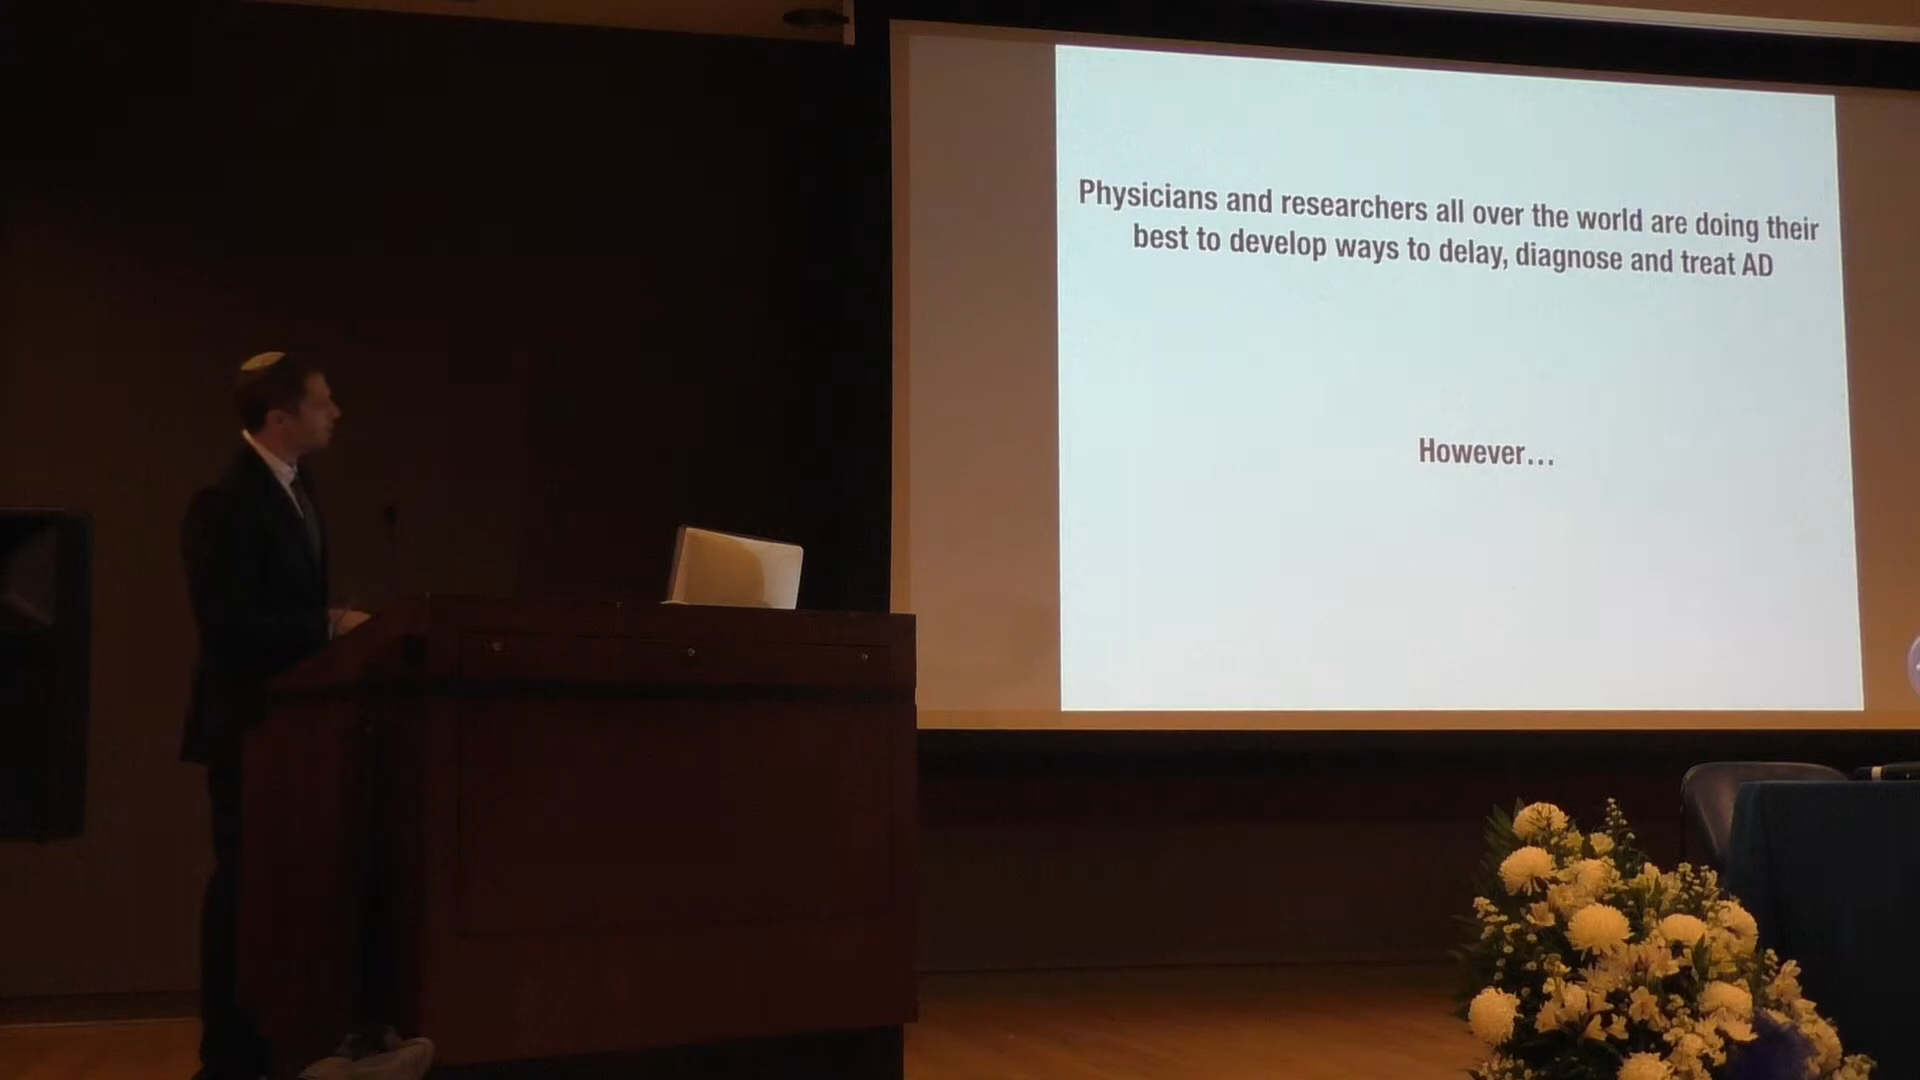 Physicians and researchers all over the world are doing their
best to develop ways to delay, diagnose and treat AD
However…